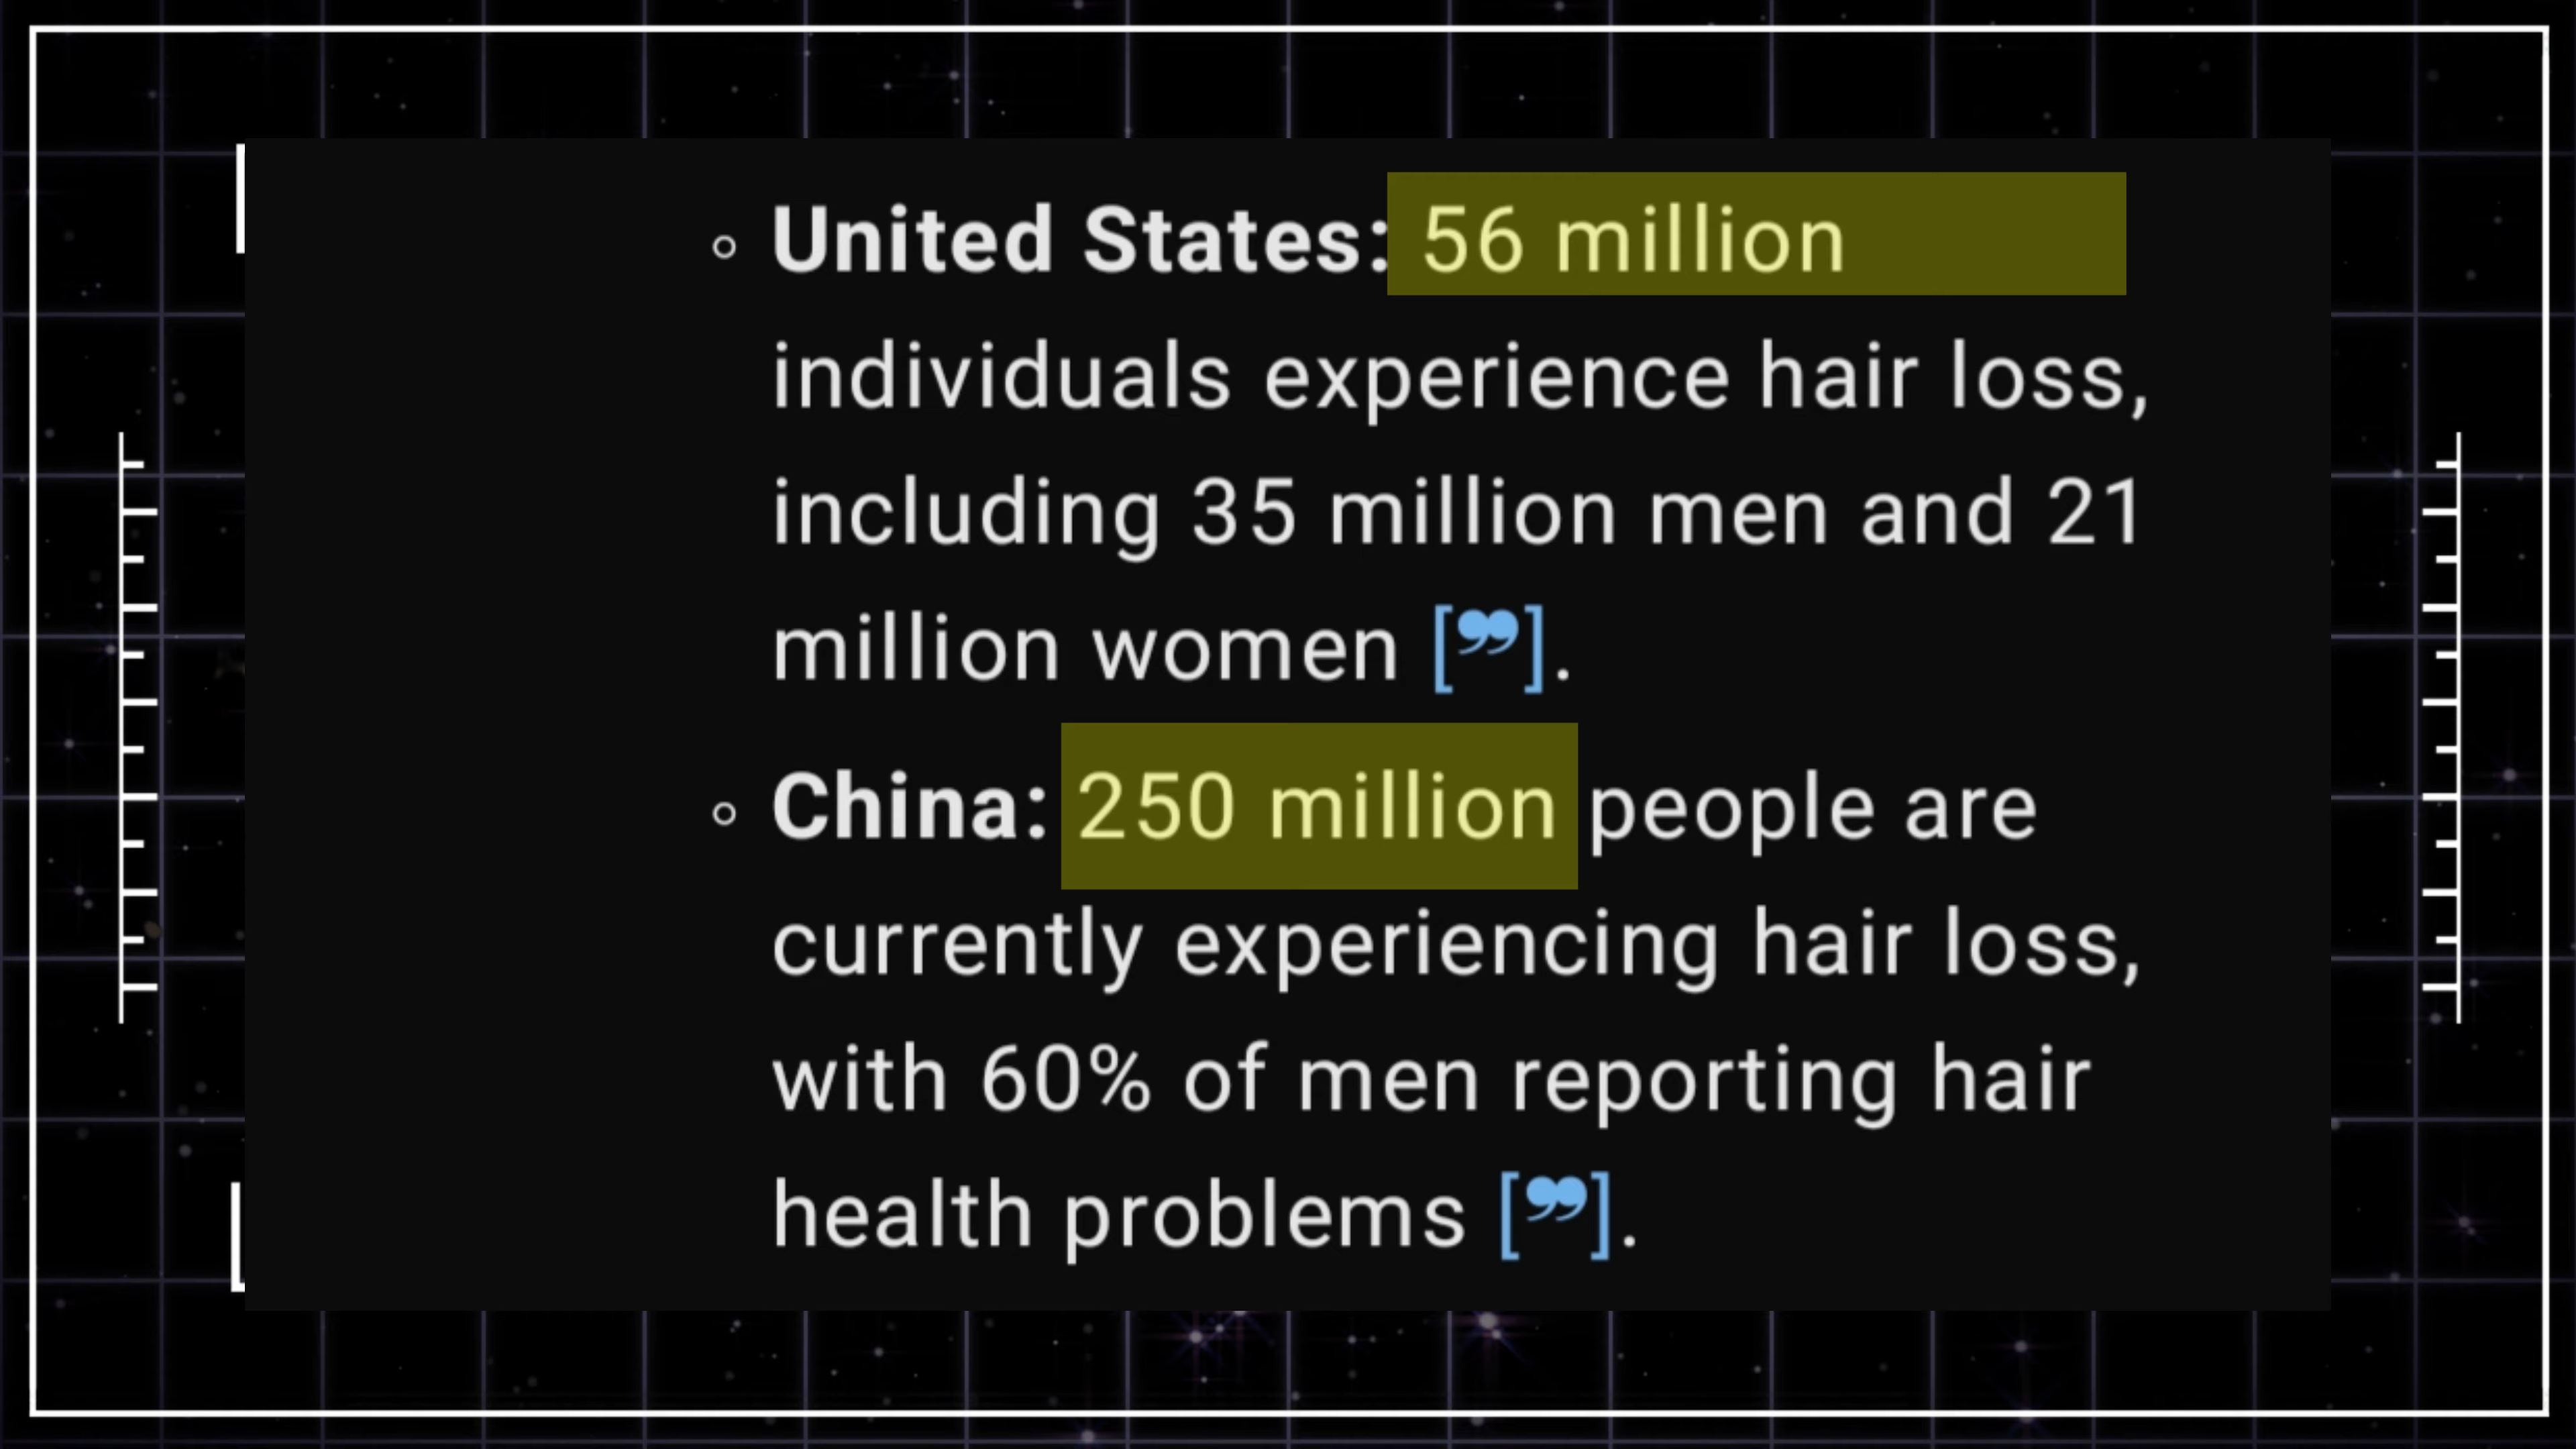 United States: 56 million
individuals experience hair loss,
including 35 million men and 21
million women [❞].
China: 250 million people are
currently experiencing hair loss,
with 60% of men reporting hair
health problems [❞].